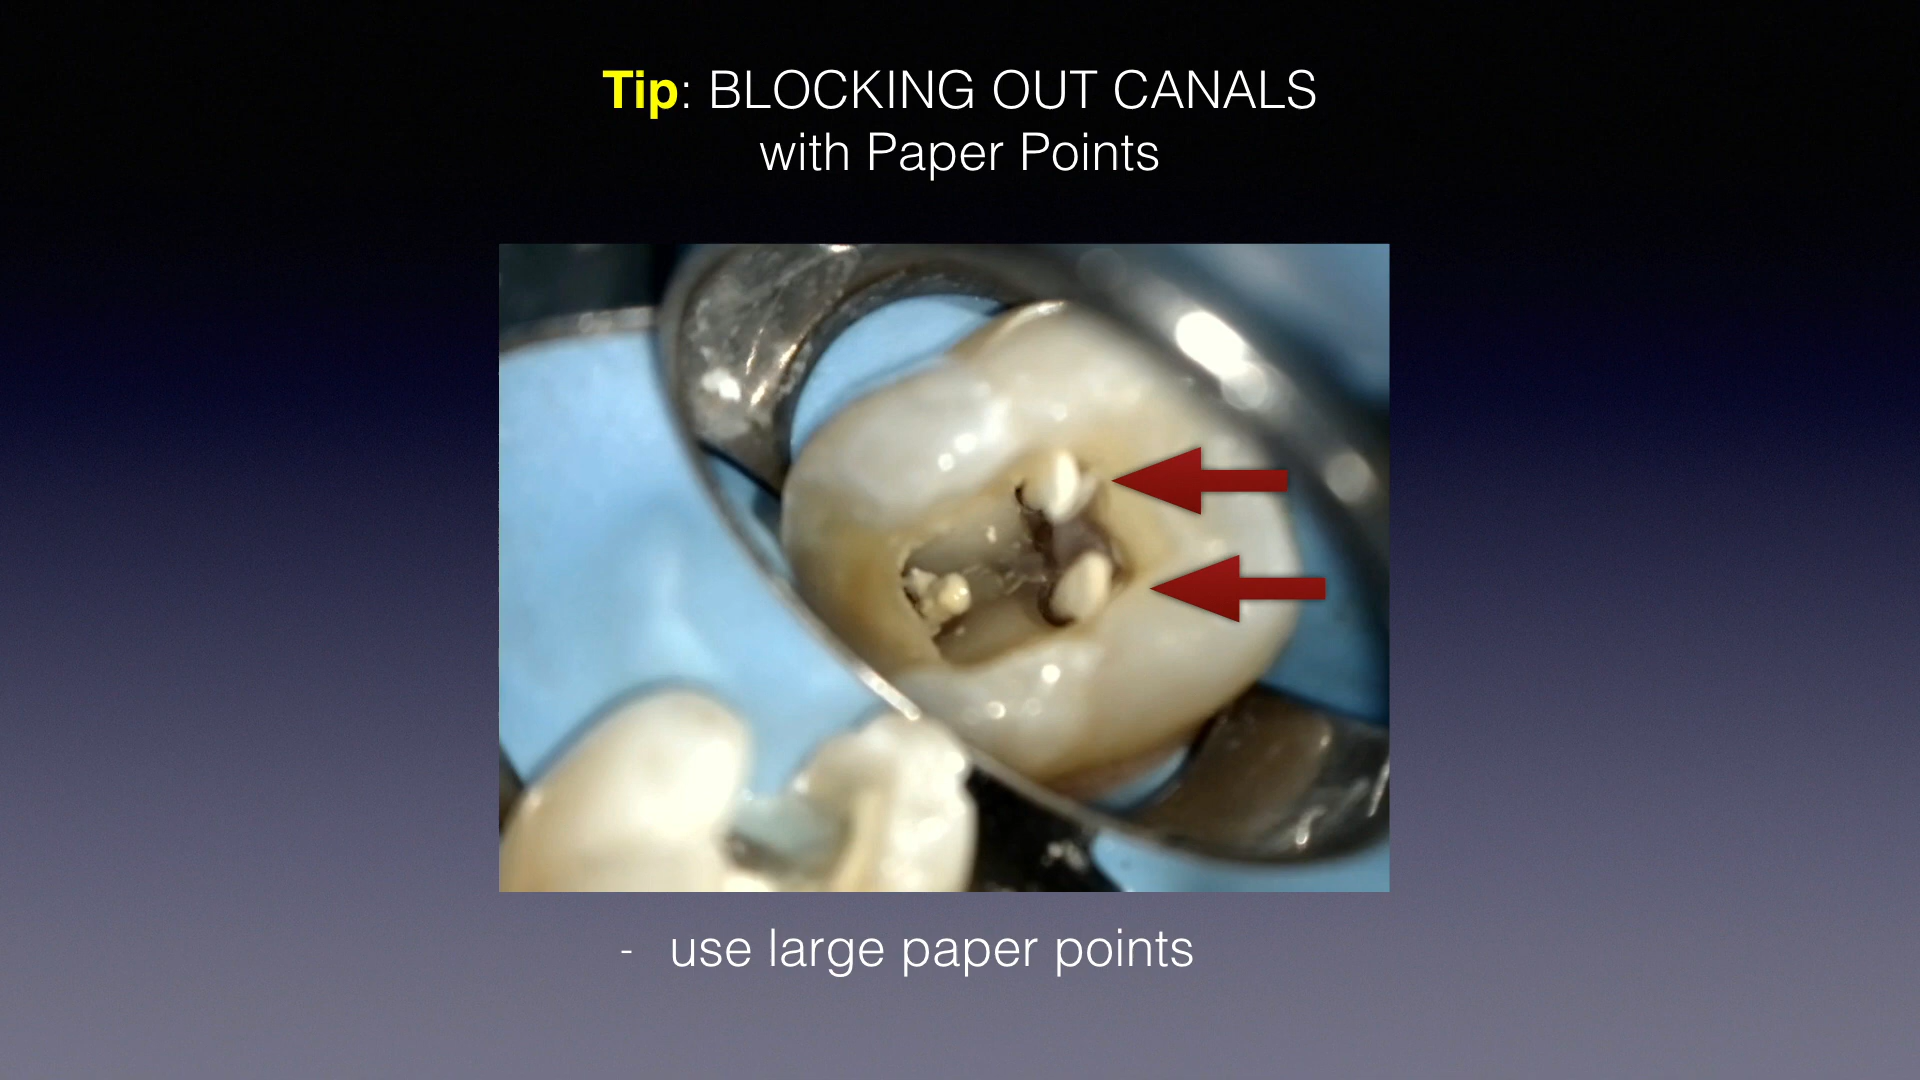 Tip: BLOCKING OUT CANALS
with Paper Points
- use large paper points